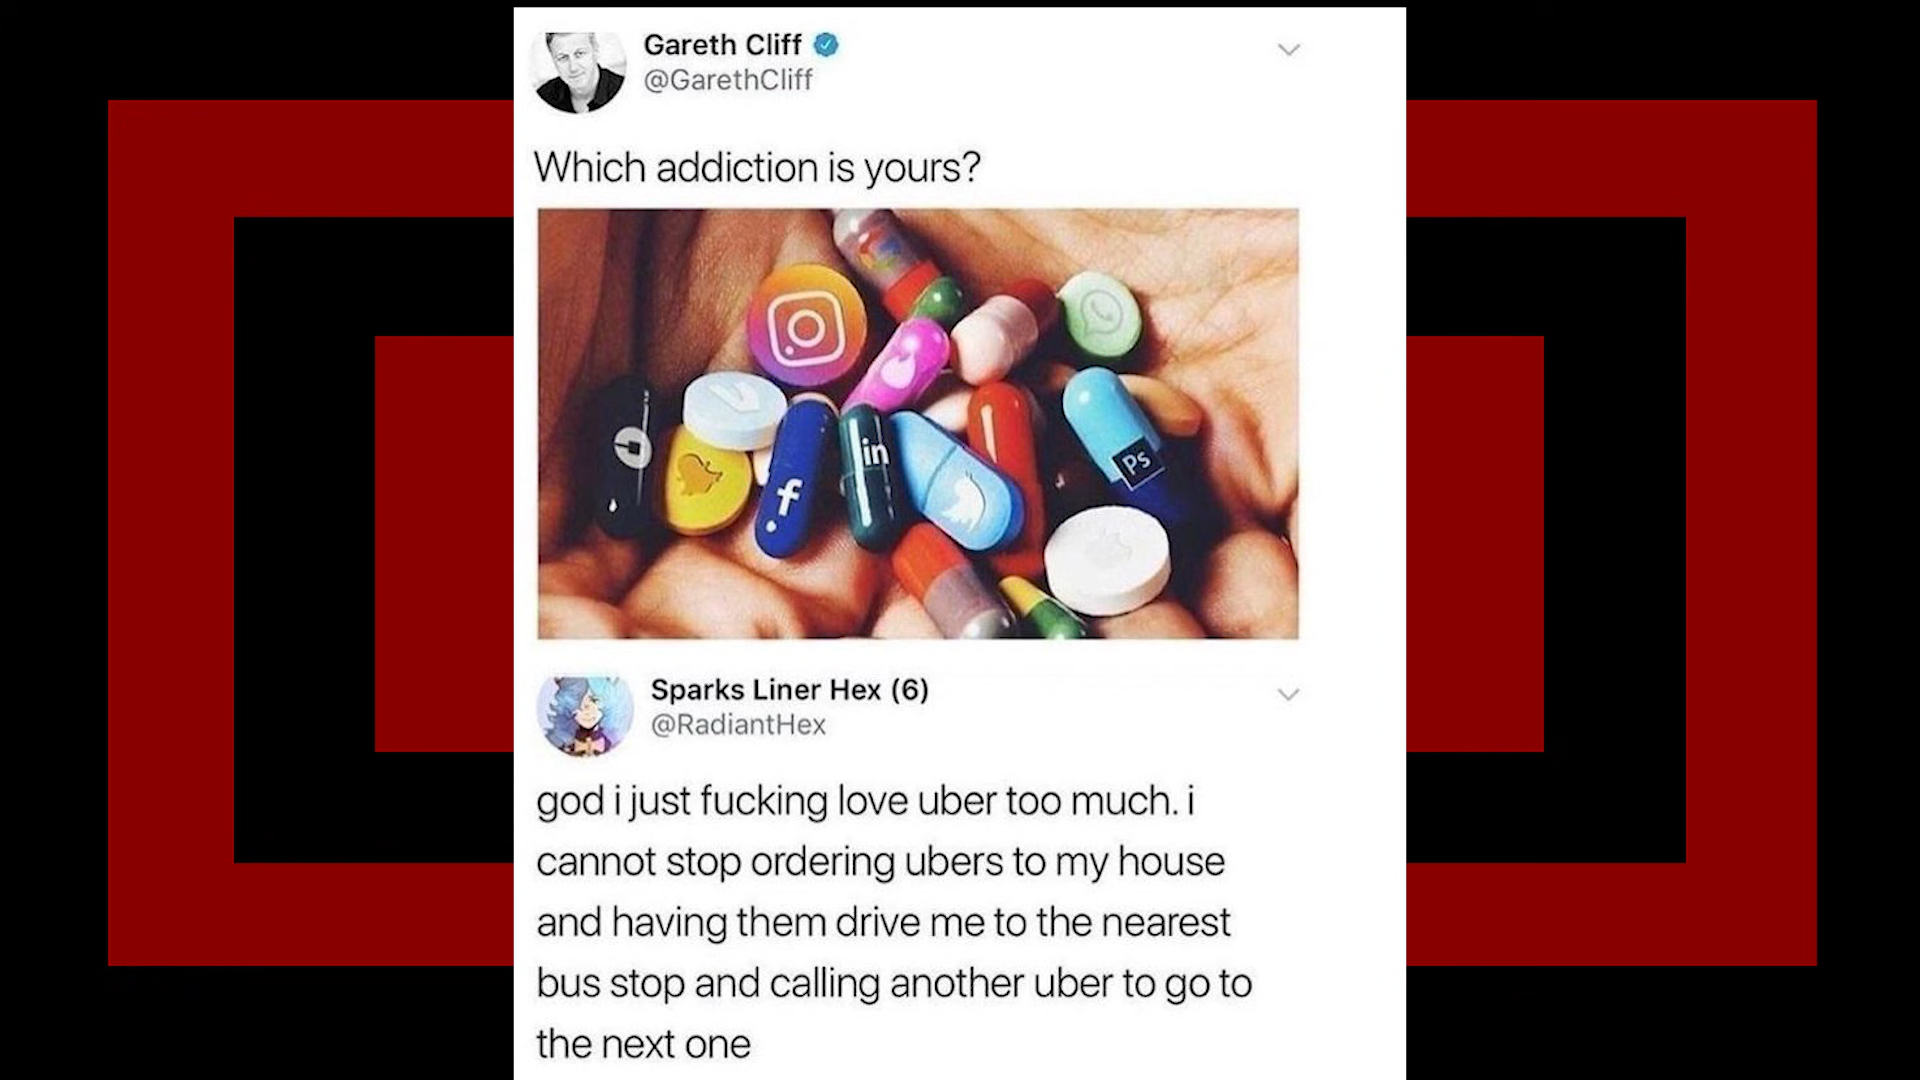 Gareth Cliff
@GarethCliff
Which addiction is yours?
f
in
Ps
Sparks Liner Hex (6)
@RadiantHex
god i just fucking love uber too much. i
cannot stop ordering ubers to my house
and having them drive me to the nearest
bus stop and calling another uber to go to
the next one